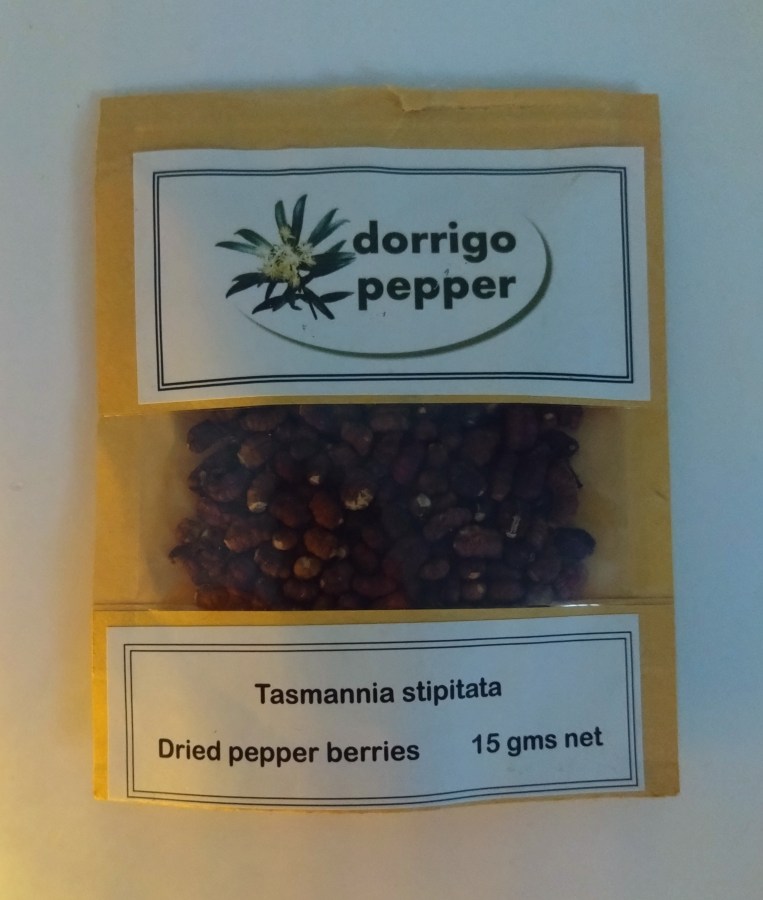 dorrigo
pepper
Tasmannia stipitata
Dried pepper berries 15 gms net